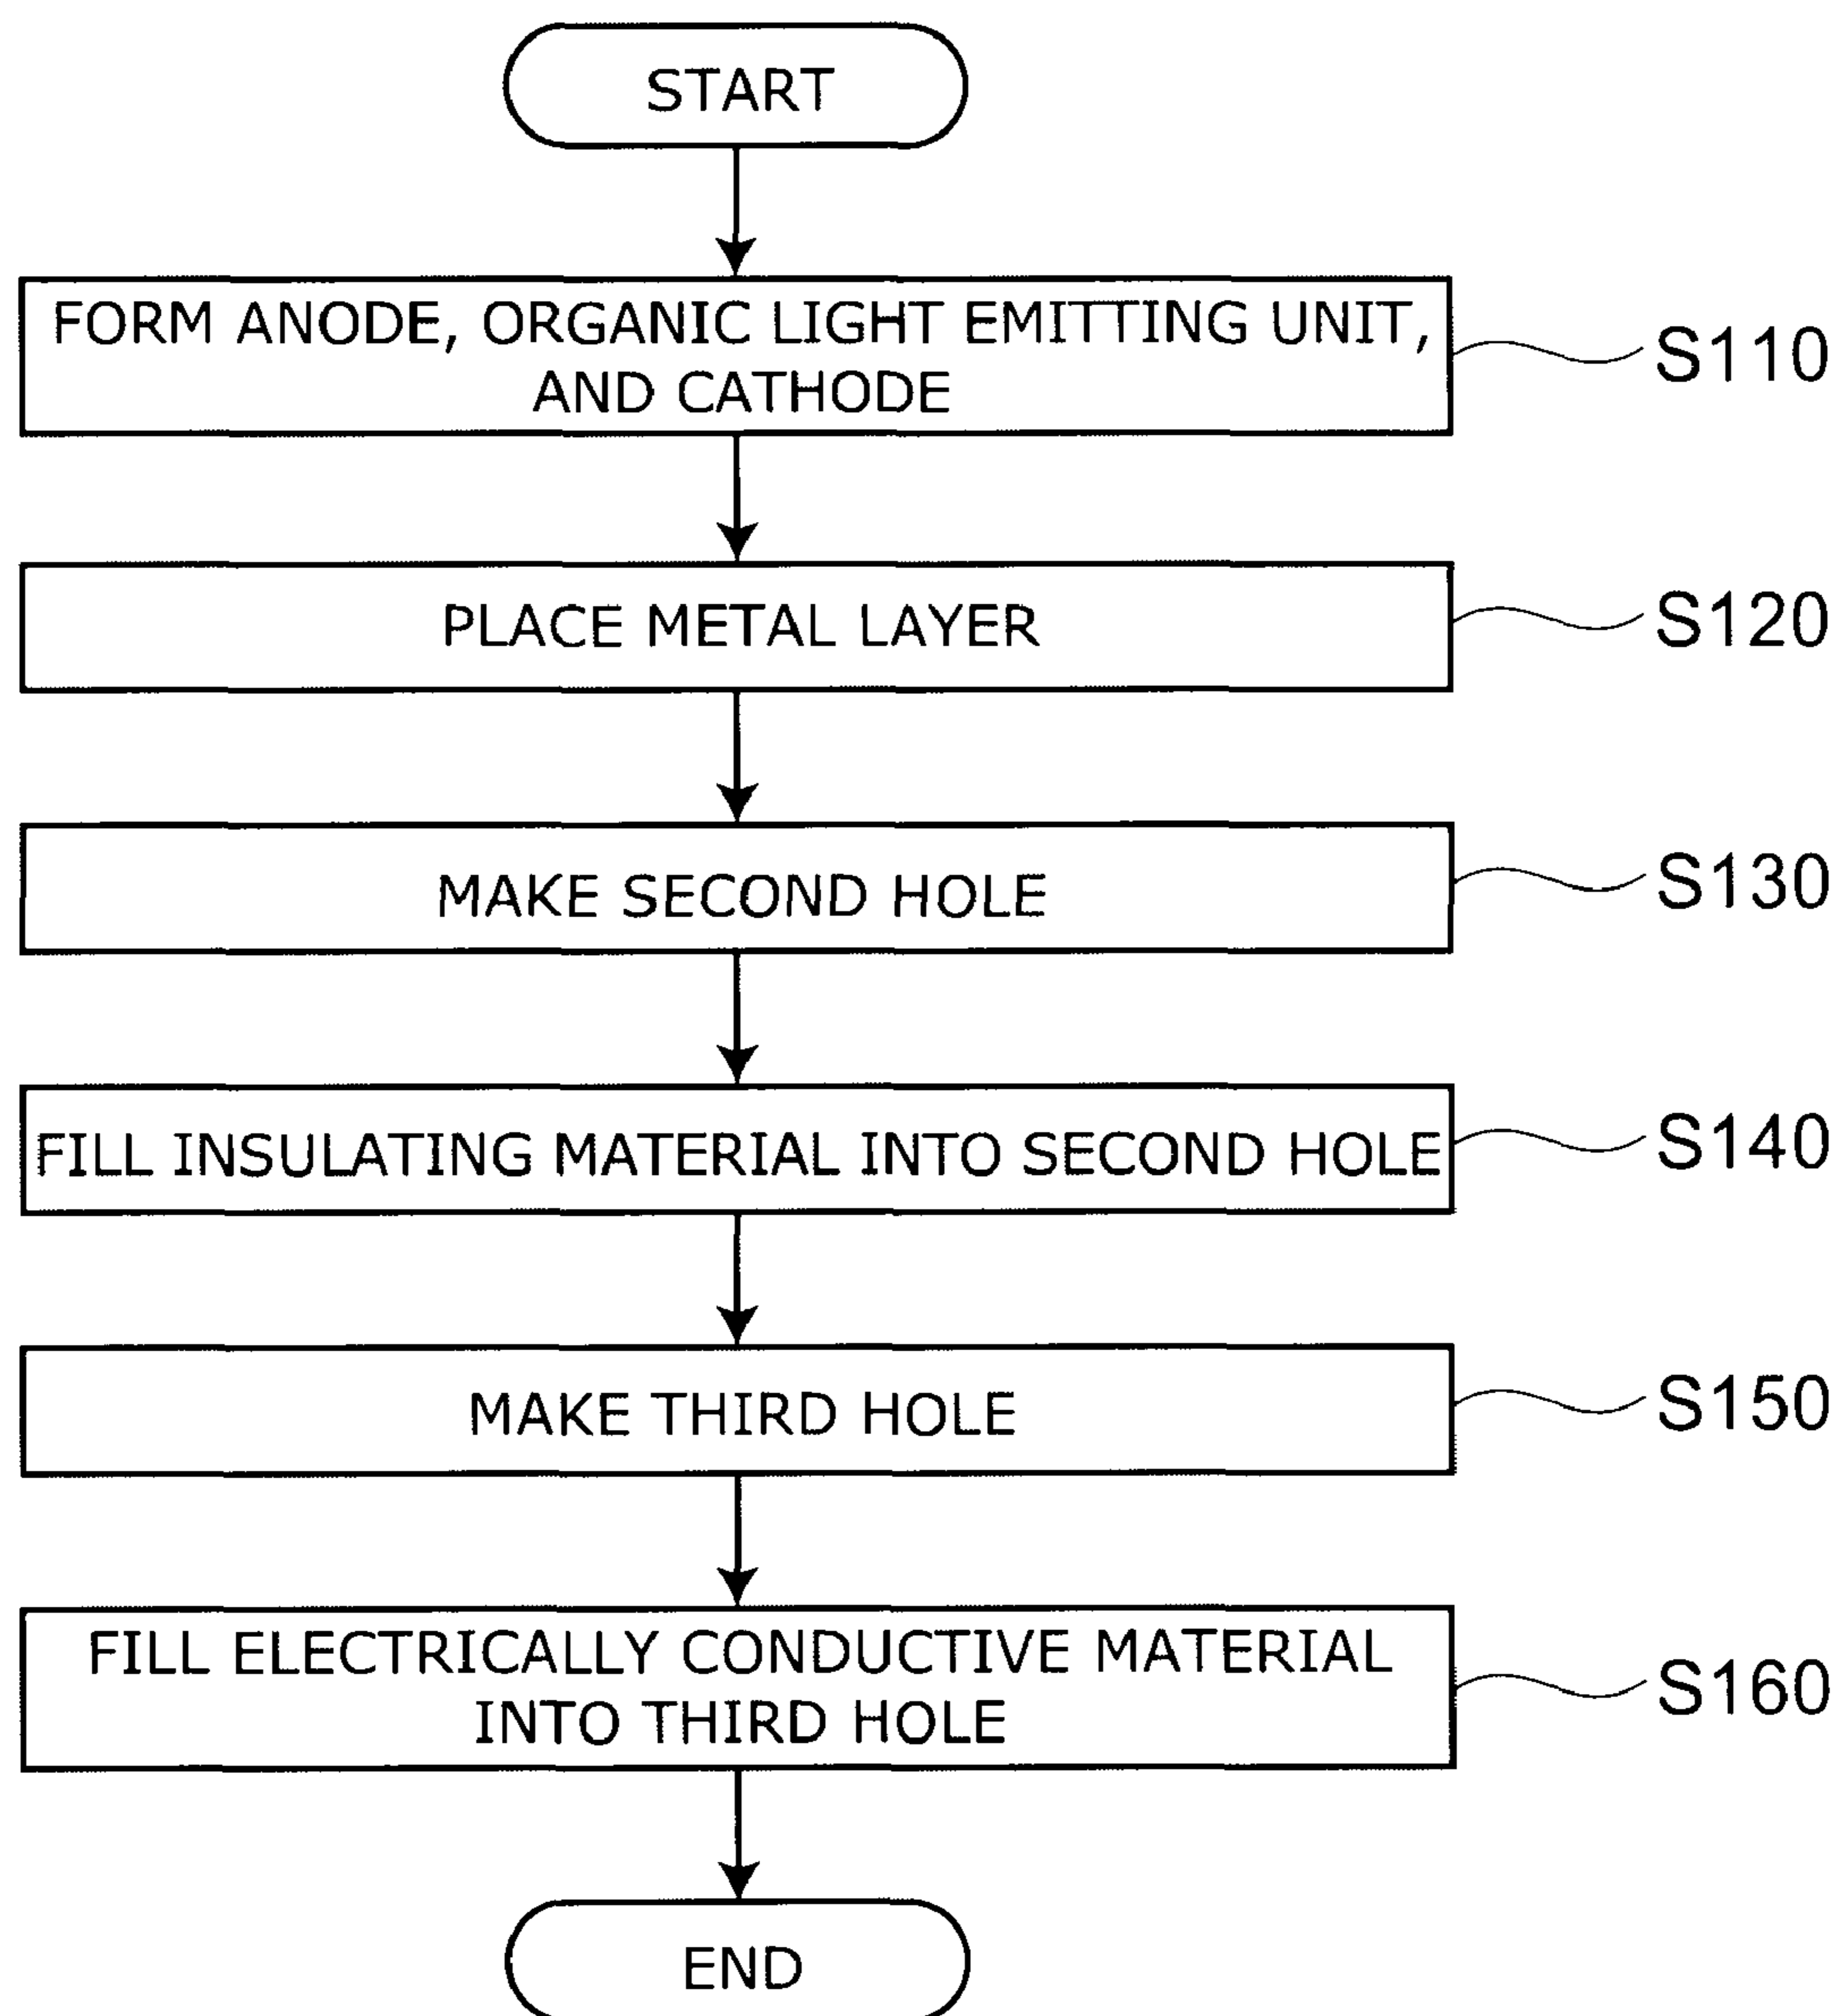 START
FORM ANODE, ORGANIC LIGHT EMITTING UNIT,
AND CATHODE
S110
PLACE METAL LAYER
S120
MAKE SECOND HOLE
S130
FILL INSULATING MATERIAL INTO SECOND HOLE
S140
MAKE THIRD HOLE
S150
FILL ELECTRICALLY CONDUCTIVE MATERIAL
INTO THIRD HOLE
S160
END